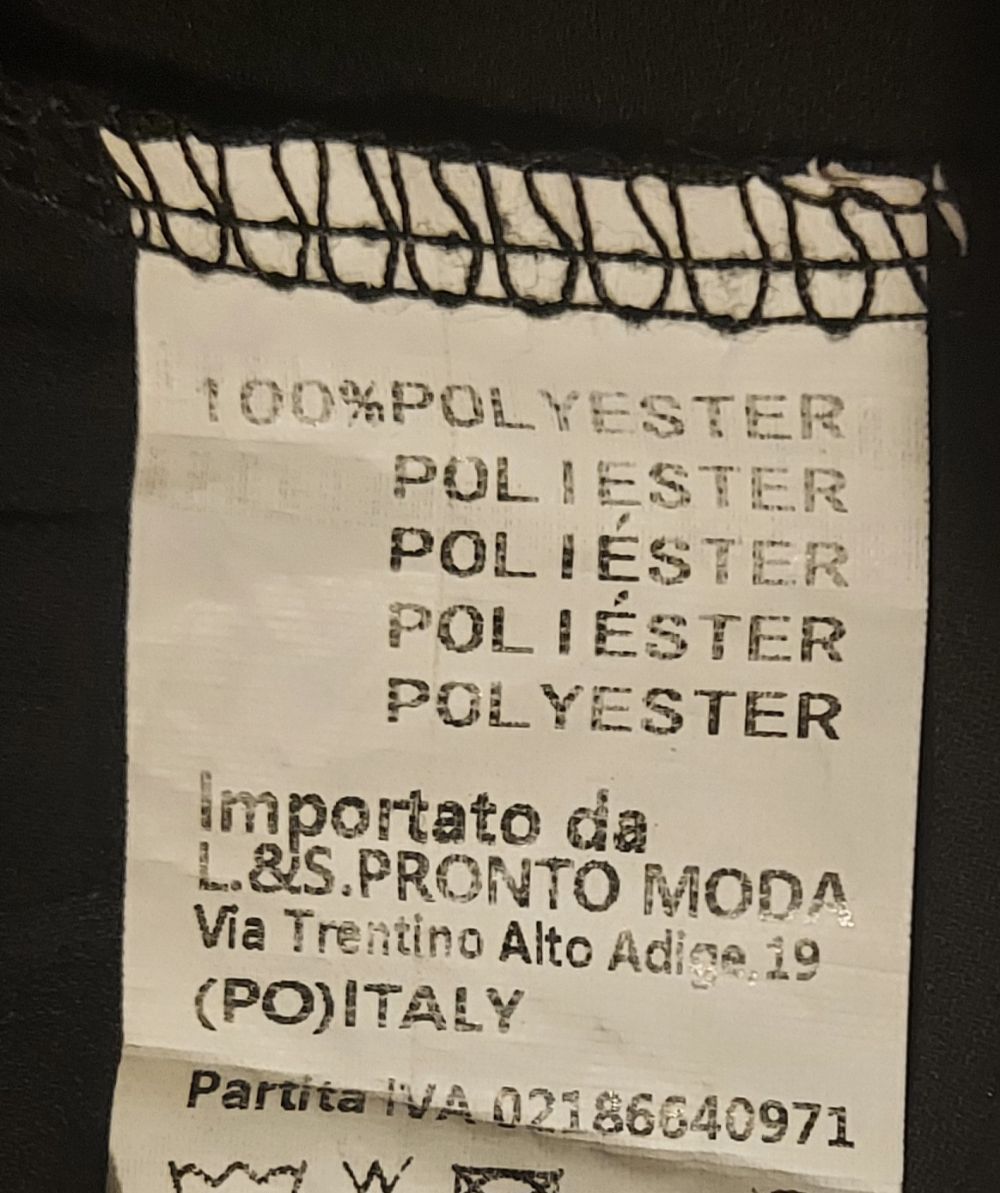 100%POLYESTER
POLIESTER
POLIÉSTER
POLIÉSTER
POLYESTER
Importato da
L.&S.PRONTO MODA
Via Trentino Alto Adige,19
(PO)ITALY
Partita IVA 02186640971
W